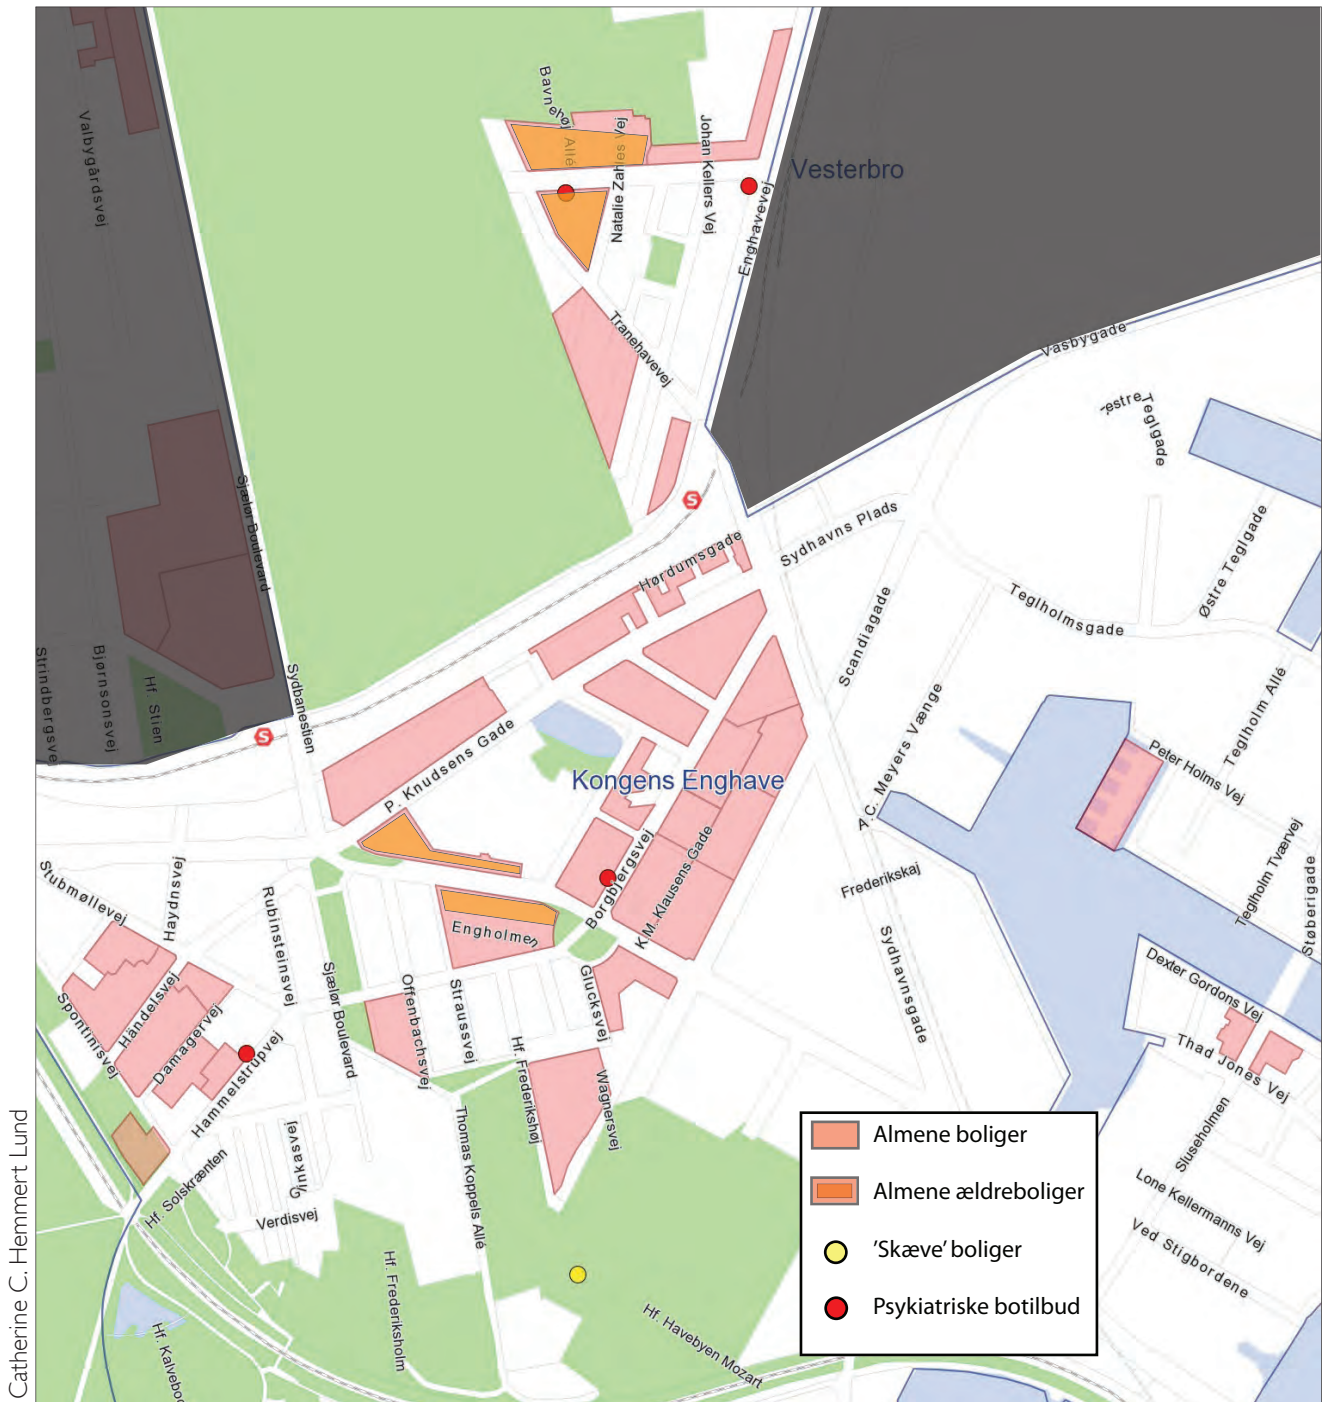 Bavnehøj Allé
Natalie Zahles Vej
Johan Kellers Vej
Vesterbro
Enghavevej
Valbygårdsvej
Tranehavevej
Vasbygade
Teglgade
Sjælør Boulevard
S
Sydhavns Plads
Østre Teglgade
Hørdumsgade
Teglholmsgade
Scandiagade
Bjørnsonsvej
Hf. Stien
Sydbanestien
S
A.C. Meyers Vænge
Teglholm Allé
P. Knudsens Gade
Kongens Enghave
Peter Holms Vej
Borgbjergsvej
K.M. Klausens Gade
Frederikskaj
Teglholm Tværvej
Støberigade
Stubmøllevej
Haydnsvej
Rubinsteinsvej
Engholmen
Sydhavnsgade
Dexter Gordons Vej
Spontinisvej
Händelsvej
Damagervej
Hammelstrupvej
Sjælør Boulevard
Offenbachsvej
Straussvej
Glucksvej
Hf. Frederikshøj
Wagnersvej
Thad Jones Vej
Sluseholmen
Glinkasvej
Hf. Solskrænten
Verdisvej
Thomas Koppels Allé
Lone Kellermanns Vej
Ved Stigbordene
Hf. Frederiksholm
Hf. Havebyen Mozart
Almene boliger
Almene ældreboliger
'Skæve' boliger
Psykiatriske botilbud
Catherine C. Hemmert Lund